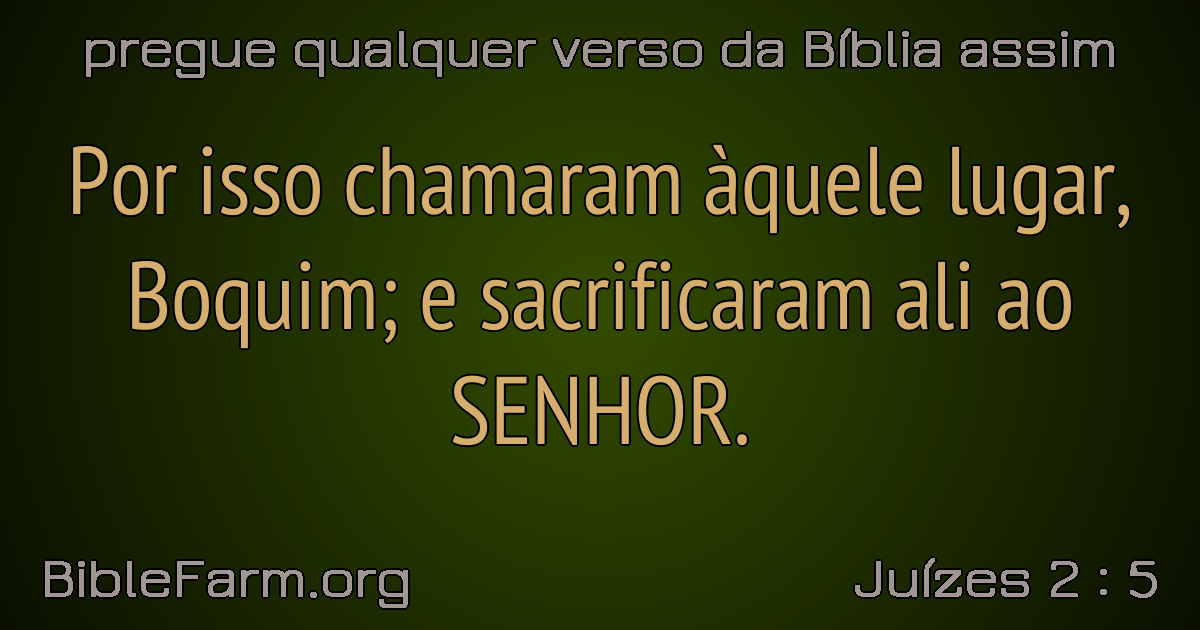 pregue qualquer verso da Bíblia assim
Por isso chamaram àquele lugar,
Boquim; e sacrificaram ali ao
SENHOR.
BibleFarm.org
Juízes 2 : 5